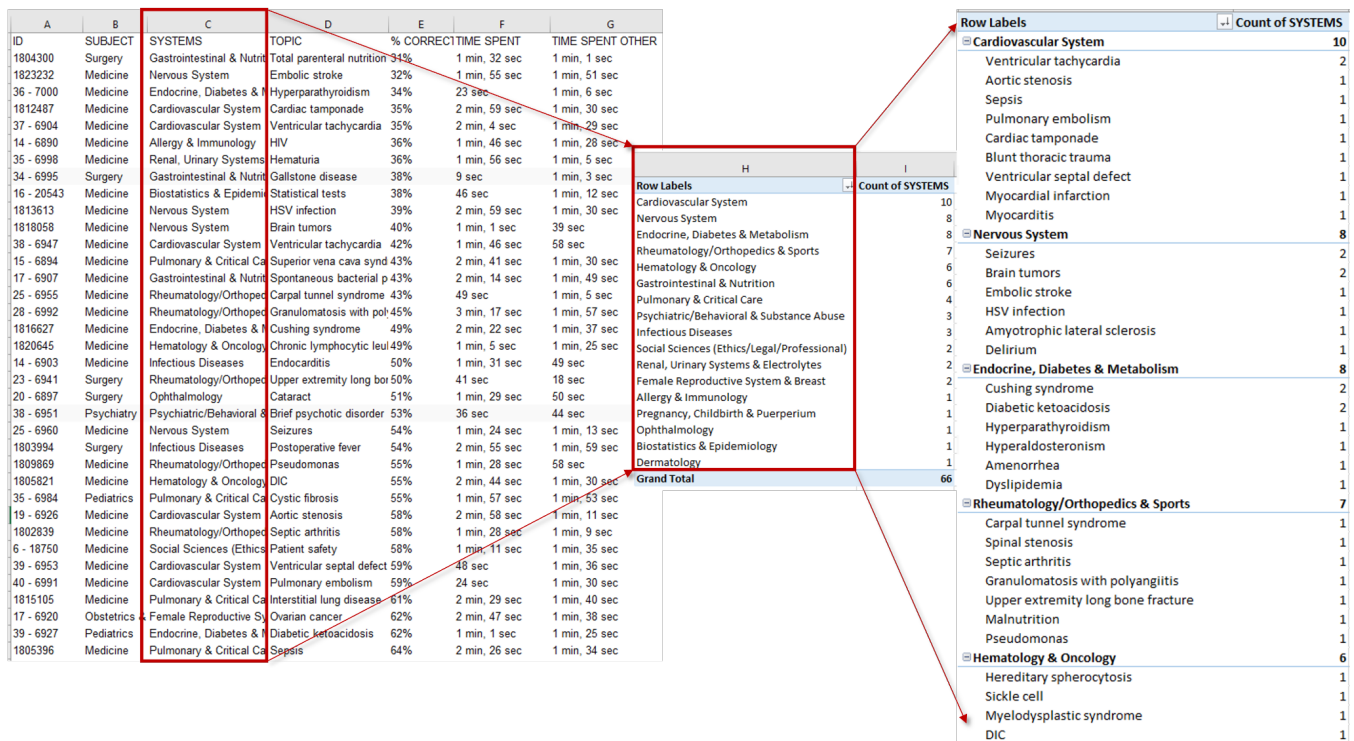 A B C D E F G
ID SUBJECT SYSTEMS TOPIC % CORRECT TIME SPENT TIME SPENT OTHER
1804300 Surgery Gastrointestinal & Nutrit Total parenteral nutrition 31% 1 min, 32 sec 1 min, 1 sec
1823232 Medicine Nervous System Embolic stroke 32% 1 min, 55 sec 1 min, 51 sec
36 - 7000 Medicine Endocrine, Diabetes & M Hyperparathyroidism 34% 23 sec 1 min, 6 sec
1812487 Medicine Cardiovascular System Cardiac tamponade 35% 2 min, 59 sec 1 min, 30 sec
37 - 6904 Medicine Cardiovascular System Ventricular tachycardia 35% 2 min, 4 sec 1 min, 29 sec
14 - 6890 Medicine Allergy & Immunology HIV 36% 1 min, 46 sec 1 min, 28 sec
35 - 6998 Medicine Renal, Urinary Systems Hematuria 36% 1 min, 56 sec 1 min, 5 sec
34 - 6995 Surgery Gastrointestinal & Nutrit Gallstone disease 38% 9 sec 1 min, 3 sec
16 - 20543 Medicine Biostatistics & Epidemic Statistical tests 38% 46 sec 1 min, 12 sec
1813613 Medicine Nervous System HSV infection 39% 2 min, 59 sec 1 min, 30 sec
1818058 Medicine Nervous System Brain tumors 40% 1 min, 1 sec 39 sec
38 - 6947 Medicine Cardiovascular System Ventricular tachycardia 42% 1 min, 46 sec 58 sec
15 - 6894 Medicine Pulmonary & Critical Ca Superior vena cava synd 43% 2 min, 41 sec 1 min, 30 sec
17 - 6907 Medicine Gastrointestinal & Nutrit Spontaneous bacterial p 43% 2 min, 14 sec 1 min, 49 sec
25 - 6955 Medicine Rheumatology/Orthoped Carpal tunnel syndrome 43% 49 sec 1 min, 5 sec
28 - 6992 Medicine Rheumatology/Orthoped Granulomatosis with poly 45% 3 min, 17 sec 1 min, 57 sec
1816627 Medicine Endocrine, Diabetes & M Cushing syndrome 49% 2 min, 22 sec 1 min, 37 sec
1820645 Medicine Hematology & Oncology Chronic lymphocytic leul 49% 1 min, 5 sec 1 min, 25 sec
14 - 6903 Medicine Infectious Diseases Endocarditis 50% 1 min, 31 sec 49 sec
23 - 6941 Surgery Rheumatology/Orthoped Upper extremity long bor 50% 41 sec 18 sec
20 - 6897 Surgery Ophthalmology Cataract 51% 1 min, 29 sec 50 sec
38 - 6951 Psychiatry Psychiatric/Behavioral & Brief psychotic disorder 53% 36 sec 44 sec
25 - 6960 Medicine Nervous System Seizures 54% 1 min, 24 sec 1 min, 13 sec
1803994 Surgery Infectious Diseases Postoperative fever 54% 2 min, 55 sec 1 min, 59 sec
1809869 Medicine Rheumatology/Orthoped Pseudomonas 55% 1 min, 28 sec 58 sec
1805821 Medicine Hematology & Oncology DIC 55% 2 min, 44 sec 1 min, 30 sec
35 - 6984 Pediatrics Pulmonary & Critical Ca Cystic fibrosis 55% 1 min, 57 sec 1 min, 53 sec
19 - 6926 Medicine Cardiovascular System Aortic stenosis 58% 2 min, 58 sec 1 min, 11 sec
1802839 Medicine Rheumatology/Orthoped Septic arthritis 58% 1 min, 28 sec 1 min, 9 sec
6 - 18750 Medicine Social Sciences (Ethics Patient safety 58% 1 min, 11 sec 1 min, 35 sec
39 - 6953 Medicine Cardiovascular System Ventricular septal defect 59% 48 sec 1 min, 36 sec
40 - 6991 Medicine Cardiovascular System Pulmonary embolism 59% 24 sec 1 min, 30 sec
1815105 Medicine Pulmonary & Critical Ca Interstitial lung disease 61% 2 min, 29 sec 1 min, 40 sec
17 - 6920 Obstetrics & Female Reproductive Sy Ovarian cancer 62% 2 min, 47 sec 1 min, 38 sec
39 - 6927 Pediatrics Endocrine, Diabetes & M Diabetic ketoacidosis 62% 1 min, 1 sec 1 min, 25 sec
1805396 Medicine Pulmonary & Critical Ca Sepsis 64% 2 min, 26 sec 1 min, 34 sec
H I
Row Labels Count of SYSTEMS
Cardiovascular System 10
Nervous System 8
Endocrine, Diabetes & Metabolism 8
Rheumatology/Orthopedics & Sports 7
Hematology & Oncology 6
Gastrointestinal & Nutrition 6
Pulmonary & Critical Care 4
Psychiatric/Behavioral & Substance Abuse 3
Infectious Diseases 3
Social Sciences (Ethics/Legal/Professional) 2
Renal, Urinary Systems & Electrolytes 2
Female Reproductive System & Breast 2
Allergy & Immunology 1
Pregnancy, Childbirth & Puerperium 1
Ophthalmology 1
Biostatistics & Epidemiology 1
Dermatology 1
Grand Total 66
Row Labels Count of SYSTEMS
Cardiovascular System 10
Ventricular tachycardia 2
Aortic stenosis 1
Sepsis 1
Pulmonary embolism 1
Cardiac tamponade 1
Blunt thoracic trauma 1
Ventricular septal defect 1
Myocardial infarction 1
Myocarditis 1
Nervous System 8
Seizures 2
Brain tumors 2
Embolic stroke 1
HSV infection 1
Amyotrophic lateral sclerosis 1
Delirium 1
Endocrine, Diabetes & Metabolism 8
Cushing syndrome 2
Diabetic ketoacidosis 2
Hyperparathyroidism 1
Hyperaldosteronism 1
Amenorrhea 1
Dyslipidemia 1
Rheumatology/Orthopedics & Sports 7
Carpal tunnel syndrome 1
Spinal stenosis 1
Septic arthritis 1
Granulomatosis with polyangiitis 1
Upper extremity long bone fracture 1
Malnutrition 1
Pseudomonas 1
Hematology & Oncology 6
Hereditary spherocytosis 1
Sickle cell 1
Myelodysplastic syndrome 1
DIC 1